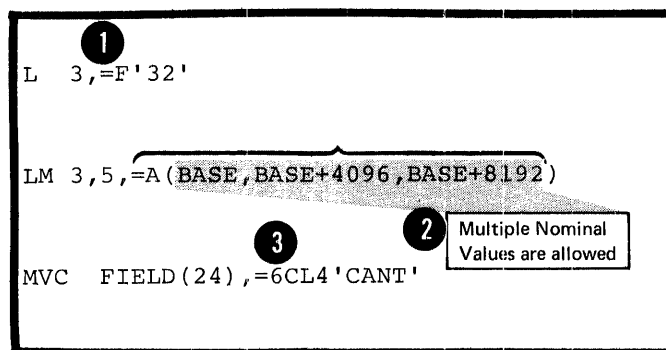 1
L 3,=F'32'
LM 3,5,=A(BASE,BASE+4096,BASE+8192)
2 Multiple Nominal
Values are allowed
3
MVC FIELD(24),=6CL4'CANT'